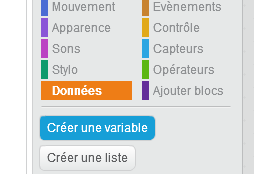 Mouvement
Evènements
Apparence
Contrôle
Sons
Capteurs
Stylo
Opérateurs
Données
Ajouter blocs
Créer une variable
Créer une liste